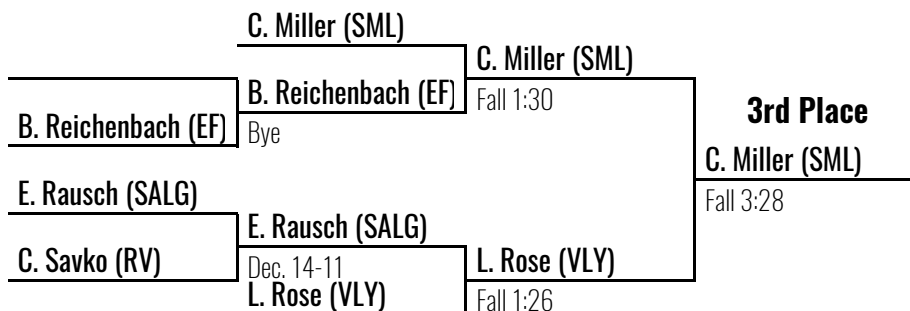 C. Miller (SML)
C. Miller (SML)
B. Reichenbach (EF)
Fall 1:30
3rd Place
B. Reichenbach (EF)
Bye
C. Miller (SML)
E. Rausch (SALG)
Fall 3:28
E. Rausch (SALG)
C. Savko (RV)
Dec. 14-11
L. Rose (VLY)
L. Rose (VLY)
Fall 1:26